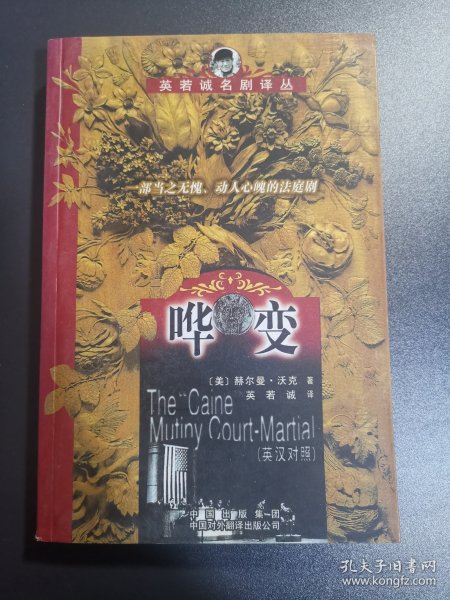 英若诚名剧译丛
一部当之无愧、动人心魄的法庭剧
哗变
〔美〕赫尔曼·沃克 著
英若诚 译
The "Caine
Mutiny Court-Martial
(英汉对照)
中国出版集团
中国对外翻译出版公司
孔夫子旧书网
www.kongfz.com